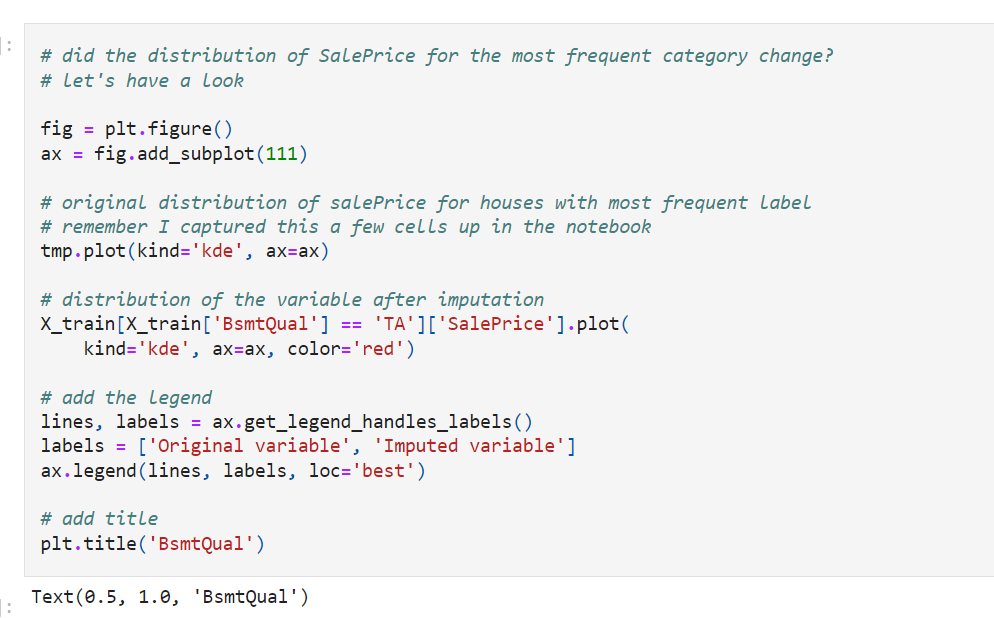 ]:
# did the distribution of SalePrice for the most frequent category change?
# let's have a look
fig = plt.figure()
ax = fig.add_subplot(111)
# original distribution of salePrice for houses with most frequent label
# remember I captured this a few cells up in the notebook
tmp.plot(kind='kde', ax=ax)
# distribution of the variable after imputation
X_train[X_train['BsmtQual'] == 'TA']['SalePrice'].plot(
    kind='kde', ax=ax, color='red')
# add the legend
lines, labels = ax.get_legend_handles_labels()
labels = ['Original variable', 'Imputed variable']
ax.legend(lines, labels, loc='best')
# add title
plt.title('BsmtQual')
]:
Text(0.5, 1.0, 'BsmtQual')